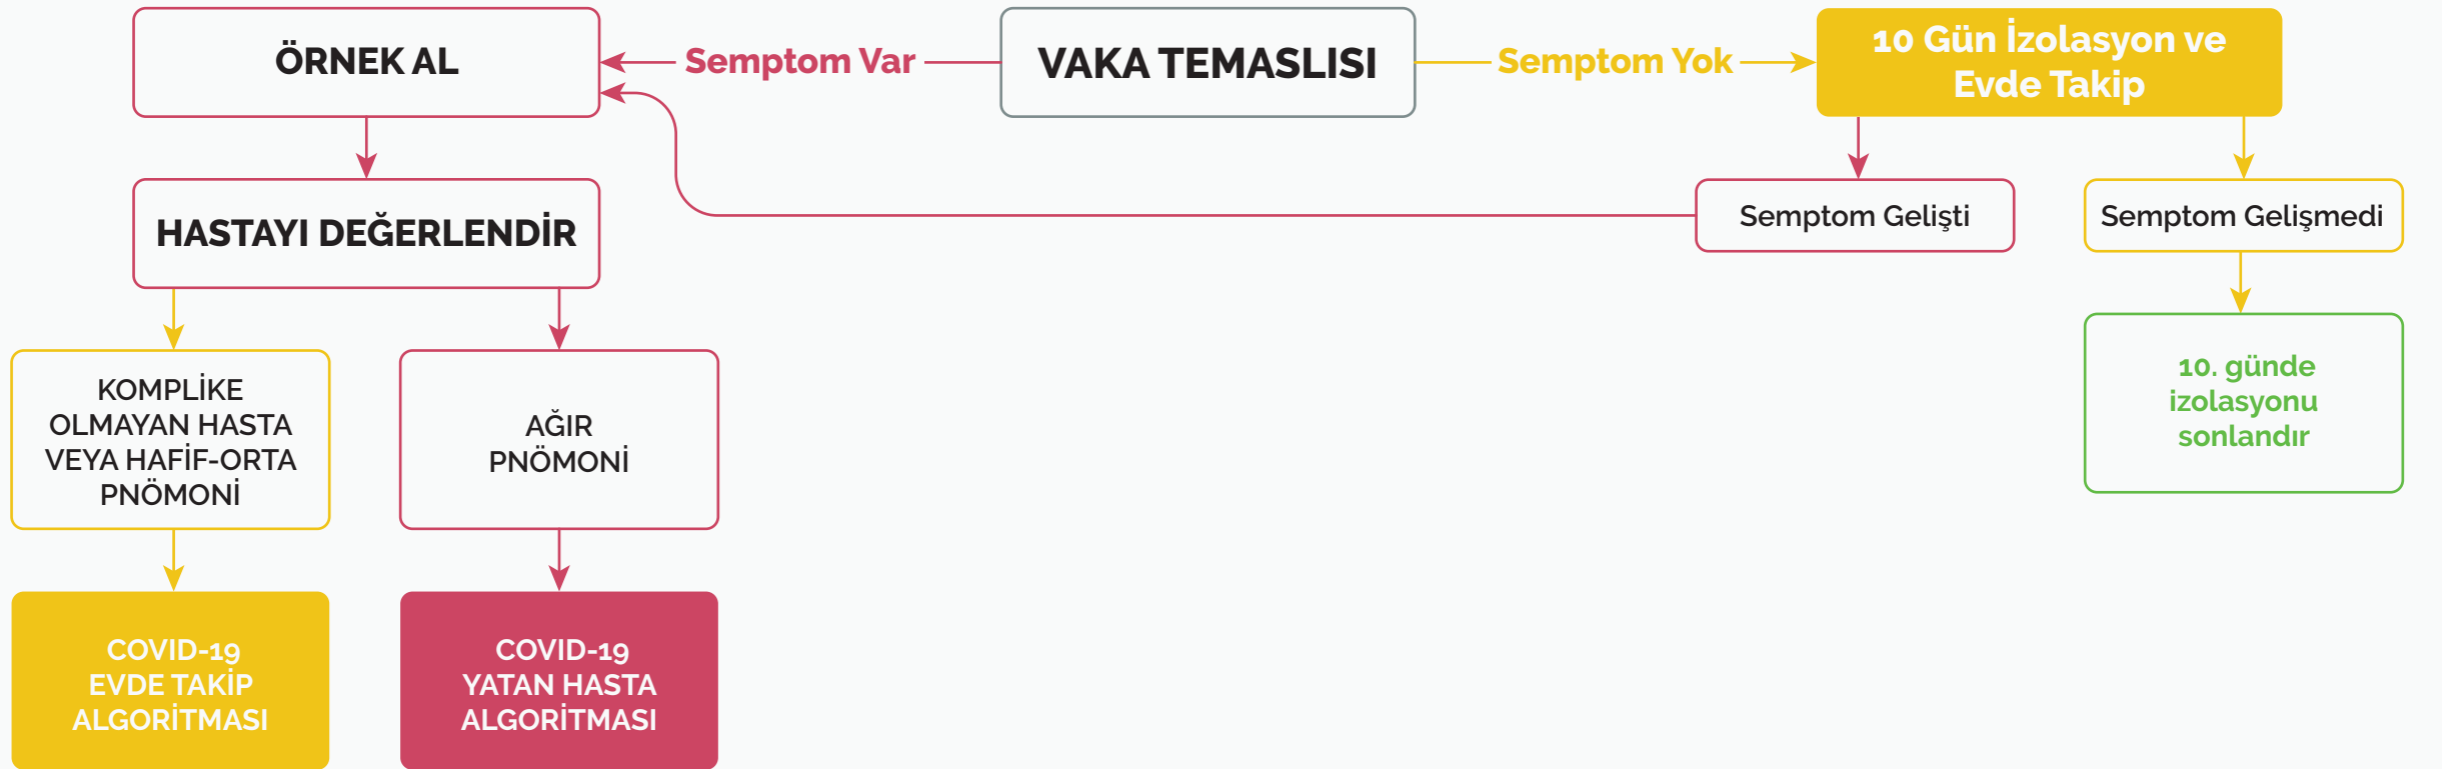 ÖRNEK AL
Semptom Var
VAKA TEMASLISI
Semptom Yok
10 Gün İzolasyon ve
Evde Takip
HASTAYI DEĞERLENDİR
Semptom Gelişti
Semptom Gelişmedi
KOMPLİKE
OLMAYAN HASTA
VEYA HAFİF-ORTA
PNÖMONİ
AĞIR
PNÖMONİ
10. günde
izolasyonu
sonlandır
COVID-19
EVDE TAKİP
ALGORİTMASI
COVID-19
YATAN HASTA
ALGORİTMASI